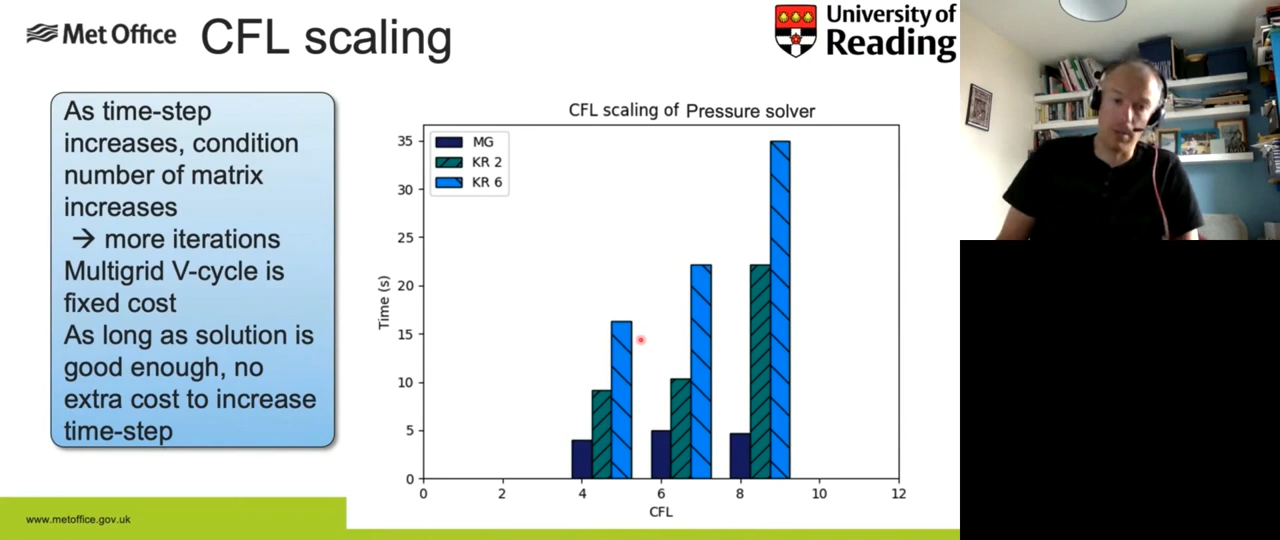 Met Office
CFL scaling
University of
Reading
As time-step
increases, condition
number of matrix
increases
→ more iterations
Multigrid V-cycle is
fixed cost
As long as solution is
good enough, no
extra cost to increase
time-step
CFL scaling of Pressure solver
MG
KR 2
KR 6
Time (s)
35
30
25
20
15
10
5
0
0 2 4 6 8 10 12
CFL
www.metoffice.gov.uk